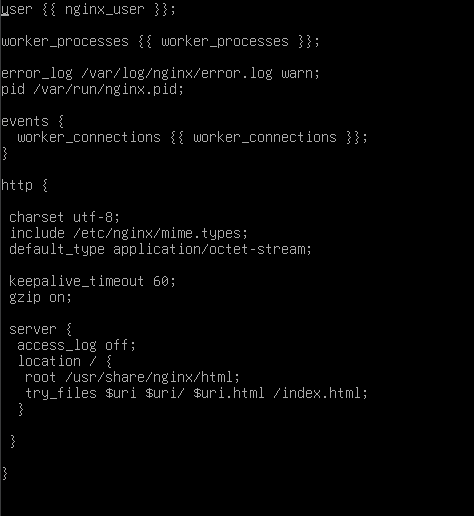 user {{ nginx_user }};
worker_processes {{ worker_processes }};
error_log /var/log/nginx/error.log warn;
pid /var/run/nginx.pid;
events {
worker_connections {{ worker_connections }};
}
http {
charset utf-8;
include /etc/nginx/mime.types;
default_type application/octet-stream;
keepalive_timeout 60;
gzip on;
server {
access_log off;
location / {
root /usr/share/nginx/html;
try_files $uri $uri/ $uri.html /index.html;
}
}
}